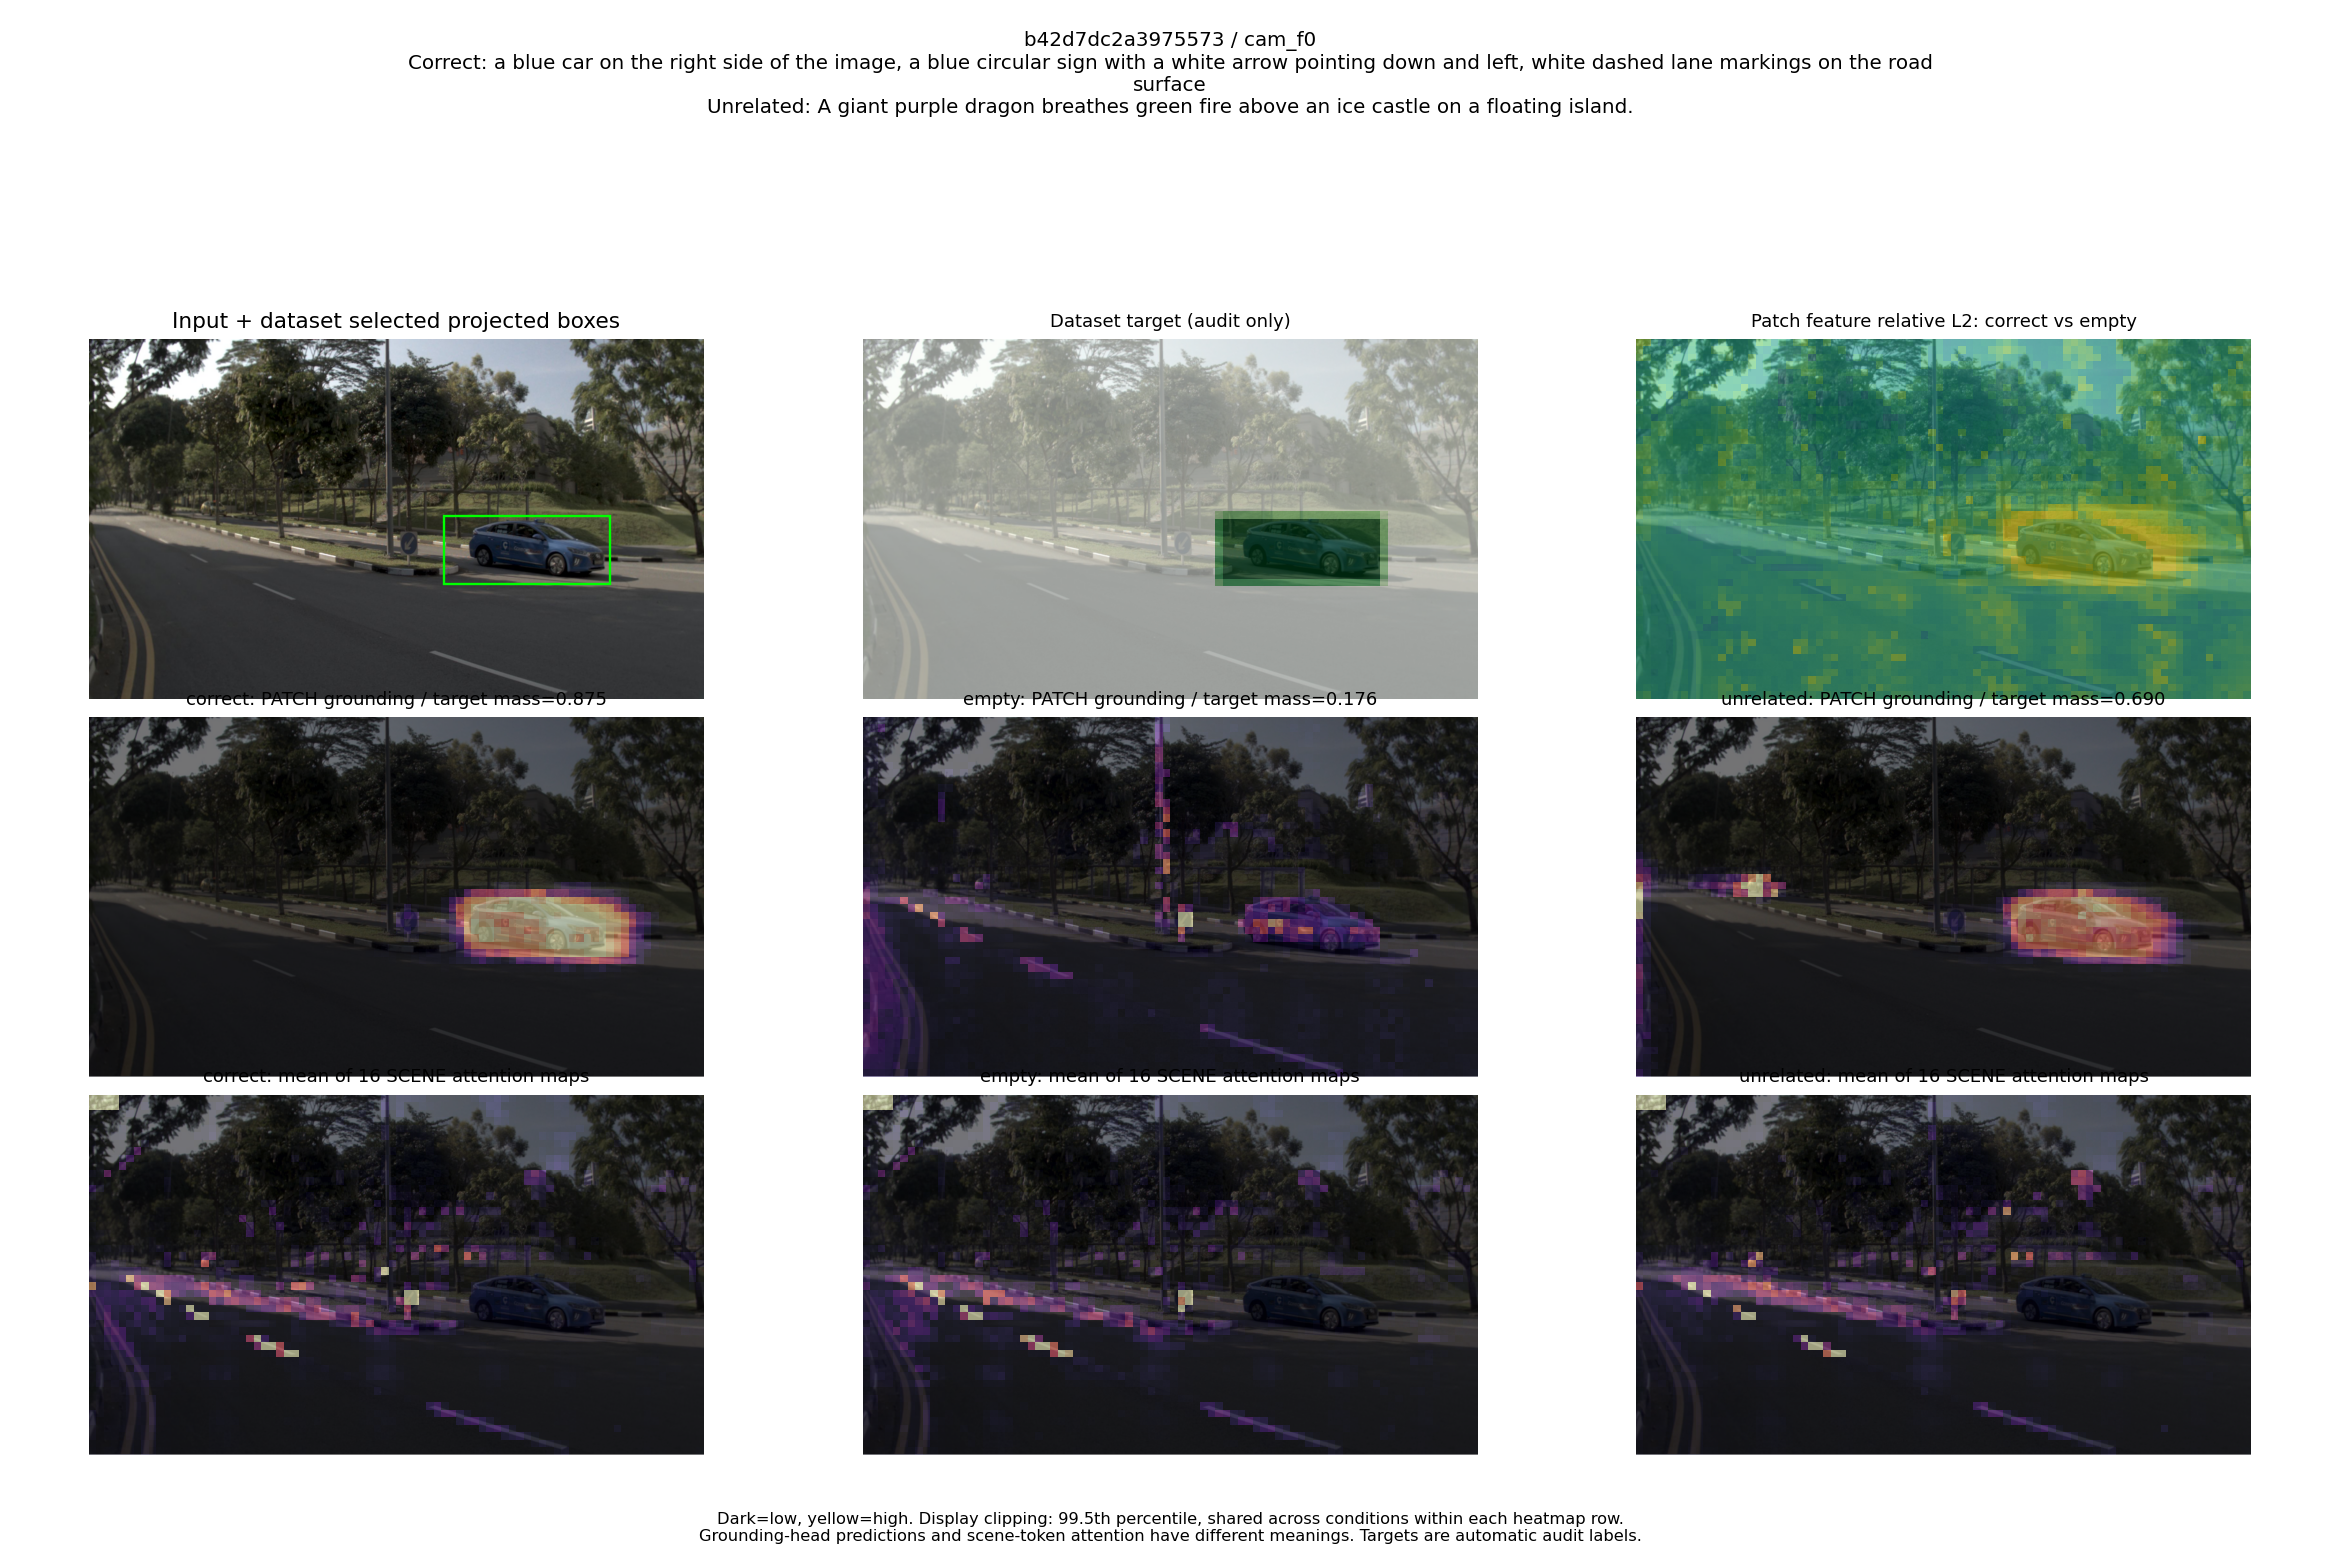 b42d7dc2a3975573 / cam_f0
Correct: a blue car on the right side of the image, a blue circular sign with a white arrow pointing down and left, white dashed lane markings on the road
surface
Unrelated: A giant purple dragon breathes green fire above an ice castle on a floating island.
Input + dataset selected projected boxes
Dataset target (audit only)
Patch feature relative L2: correct vs empty
correct: PATCH grounding / target mass=0.875
empty: PATCH grounding / target mass=0.176
unrelated: PATCH grounding / target mass=0.690
correct: mean of 16 SCENE attention maps
empty: mean of 16 SCENE attention maps
unrelated: mean of 16 SCENE attention maps
Dark=low, yellow=high. Display clipping: 99.5th percentile, shared across conditions within each heatmap row.
Grounding-head predictions and scene-token attention have different meanings. Targets are automatic audit labels.